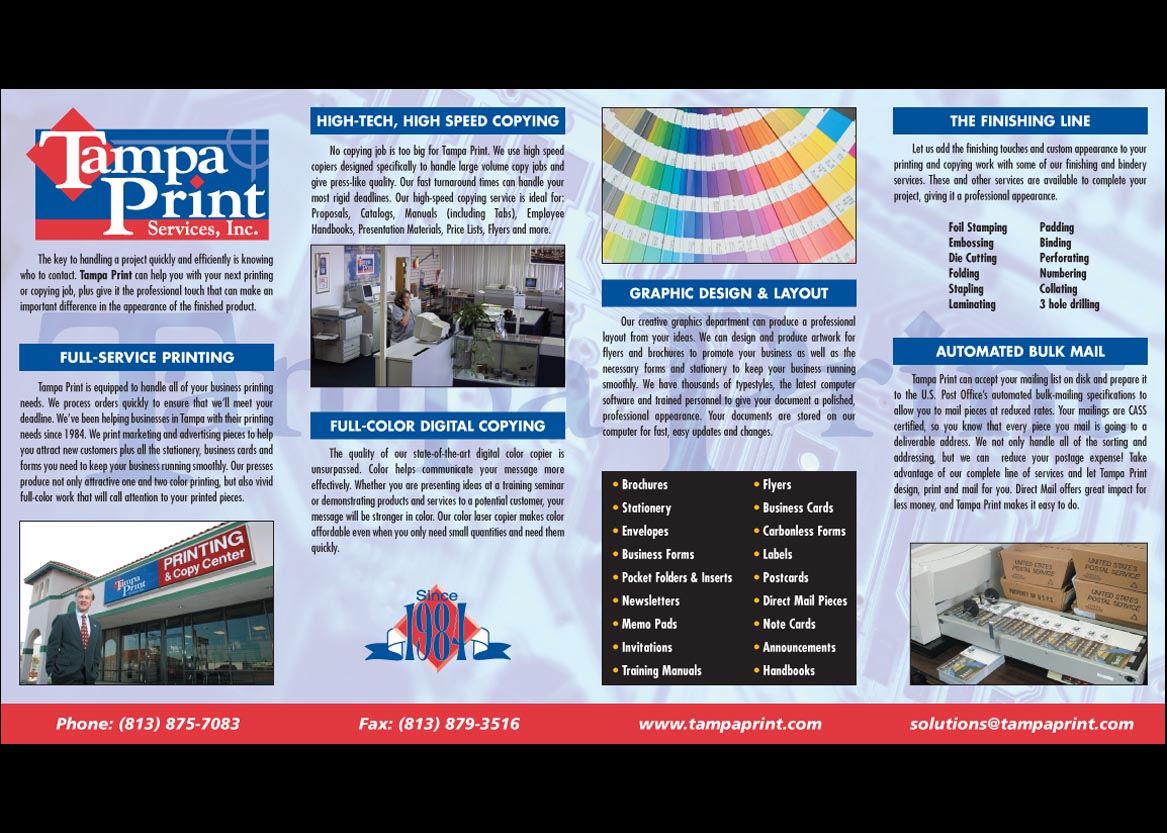 Tampa
Print
Services, Inc.
The key to handling a project quickly and efficiently is knowing
who to contact. Tampa Print can help you with your next printing
or copying job, plus give it the professional touch that can make an
important difference in the appearance of the finished product.
FULL-SERVICE PRINTING
Tampa Print is equipped to handle all of your business printing
needs. We process orders quickly to ensure that we'll meet your
deadline. We've been helping businesses in Tampa with their printing
needs since 1984. We print marketing and advertising pieces to help
you attract new customers plus all the stationery, business cards and
forms you need to keep your business running smoothly. Our presses
produce not only attractive one and two color printing, but also vivid
full-color work that will call attention to your printed pieces.
Tampa
Print
PRINTING
& Copy Center
HIGH-TECH, HIGH SPEED COPYING
No copying job is too big for Tampa Print. We use high speed
copiers designed specifically to handle large volume copy jobs and
give press-like quality. Our fast turnaround times can handle your
most rigid deadlines. Our high-speed copying service is ideal for:
Proposals, Catalogs, Manuals (including Tabs), Employee
Handbooks, Presentation Materials, Price Lists, Flyers and more.
FULL-COLOR DIGITAL COPYING
The quality of our state-of-the-art digital color copier is
unsurpassed. Color helps communicate your message more
effectively. Whether you are presenting ideas at a training seminar
or demonstrating products and services to a potential customer, your
message will be stronger in color. Our color laser copier makes color
affordable even when you only need small quantities and need them
quickly.
Since
1984
GRAPHIC DESIGN & LAYOUT
Our creative graphics department can produce a professional
layout from your ideas. We can design and produce artwork for
flyers and brochures to promote your business as well as the
necessary forms and stationery to keep your business running
smoothly. We have thousands of typestyles, the latest computer
software and trained personnel to give your document a polished,
professional appearance. Your documents are stored on our
computer for fast, easy updates and changes.
• Brochures
• Stationery
• Envelopes
• Business Forms
• Pocket Folders & Inserts
• Newsletters
• Memo Pads
• Invitations
• Training Manuals
• Flyers
• Business Cards
• Carbonless Forms
• Labels
• Postcards
• Direct Mail Pieces
• Note Cards
• Announcements
• Handbooks
THE FINISHING LINE
Let us add the finishing touches and custom appearance to your
printing and copying work with some of our finishing and bindery
services. These and other services are available to complete your
project, giving it a professional appearance.
Foil Stamping
Embossing
Die Cutting
Folding
Stapling
Laminating
Padding
Binding
Perforating
Numbering
Collating
3 hole drilling
AUTOMATED BULK MAIL
Tampa Print can accept your mailing list on disk and prepare it
to the U.S. Post Office's automated bulk-mailing specifications to
allow you to mail pieces at reduced rates. Your mailings are CASS
certified, so you know that every piece you mail is going to a
deliverable address. We not only handle all of the sorting and
addressing, but we can reduce your postage expense! Take
advantage of our complete line of services and let Tampa Print
design, print and mail for you. Direct Mail offers great impact for
less money, and Tampa Print makes it easy to do.
UNITED STATES
POSTAL SERVICE
UNITED STATES
POSTAL SERVICE
PROPERTY OF U.S.P.S.
UNITED STATES
POSTAL SERVICE
Phone: (813) 875-7083
Fax: (813) 879-3516
www.tampaprint.com
solutions@tampaprint.com